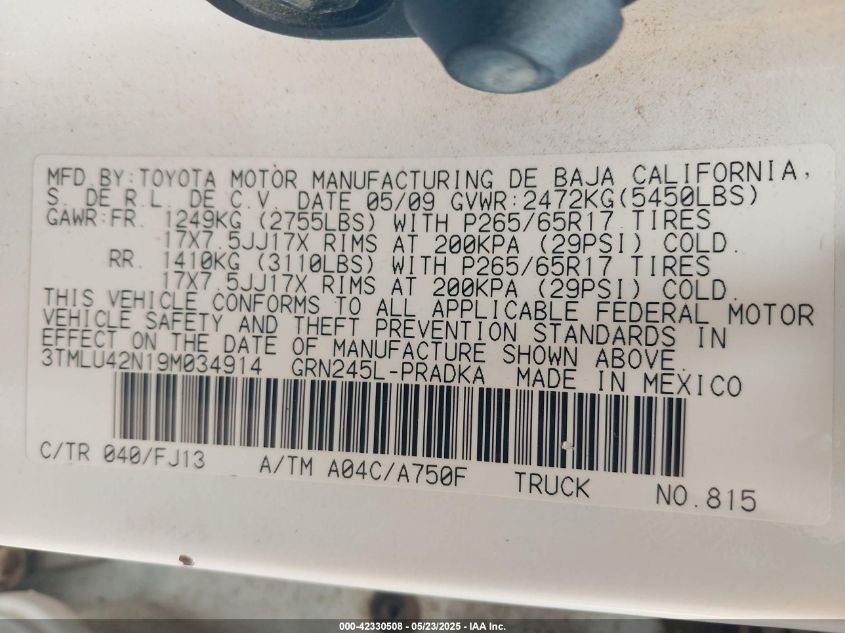 MFD.BY:TOYOTA MOTOR MANUFACTURING DE BAJA CALIFORNIA,
S. DE R.L. DE C.V. DATE 05/09 GVWR:2472KG(5450LBS)
GAWR:FR. 1249KG (2755LBS) WITH P265/65R17 TIRES
17X7.5JJ17X RIMS AT 200KPA (29PSI) COLD.
RR. 1410KG (3110LBS) WITH P265/65R17 TIRES
17X7.5JJ17X RIMS AT 200KPA (29PSI) COLD.
THIS VEHICLE CONFORMS TO ALL APPLICABLE FEDERAL MOTOR
VEHICLE SAFETY AND THEFT PREVENTION STANDARDS IN
EFFECT ON THE DATE OF MANUFACTURE SHOWN ABOVE.
3TMLU42N19M034914 GRN245L-PRADKA MADE IN MEXICO
C/TR 040/FJ13 A/TM A04C/A750F TRUCK NO.815
000-42330508 - 05/23/2025 - IAA Inc.